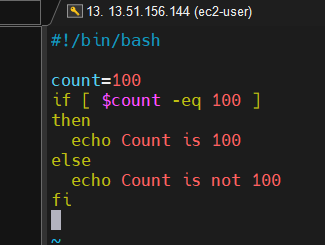 13. 13.51.156.144 (ec2-user)
#!/bin/bash

count=100
if [ $count -eq 100 ]
then
  echo Count is 100
else
  echo Count is not 100
fi
~